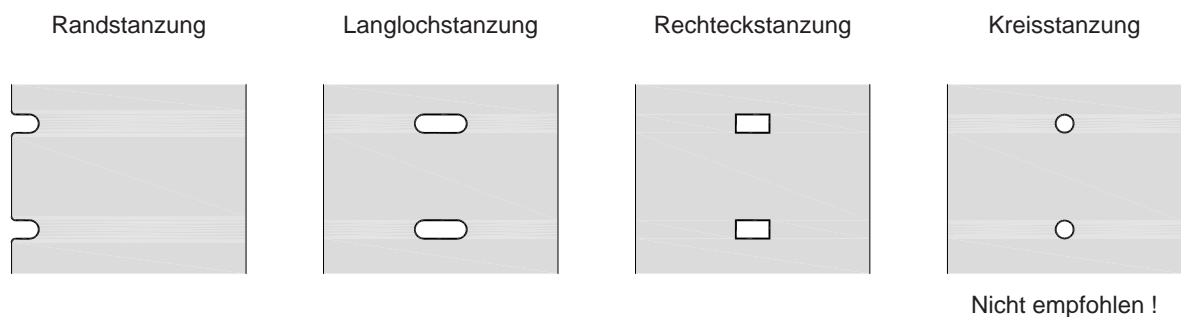 Randstanzung
Langlochstanzung
Rechteckstanzung
Kreisstanzung
Nicht empfohlen !